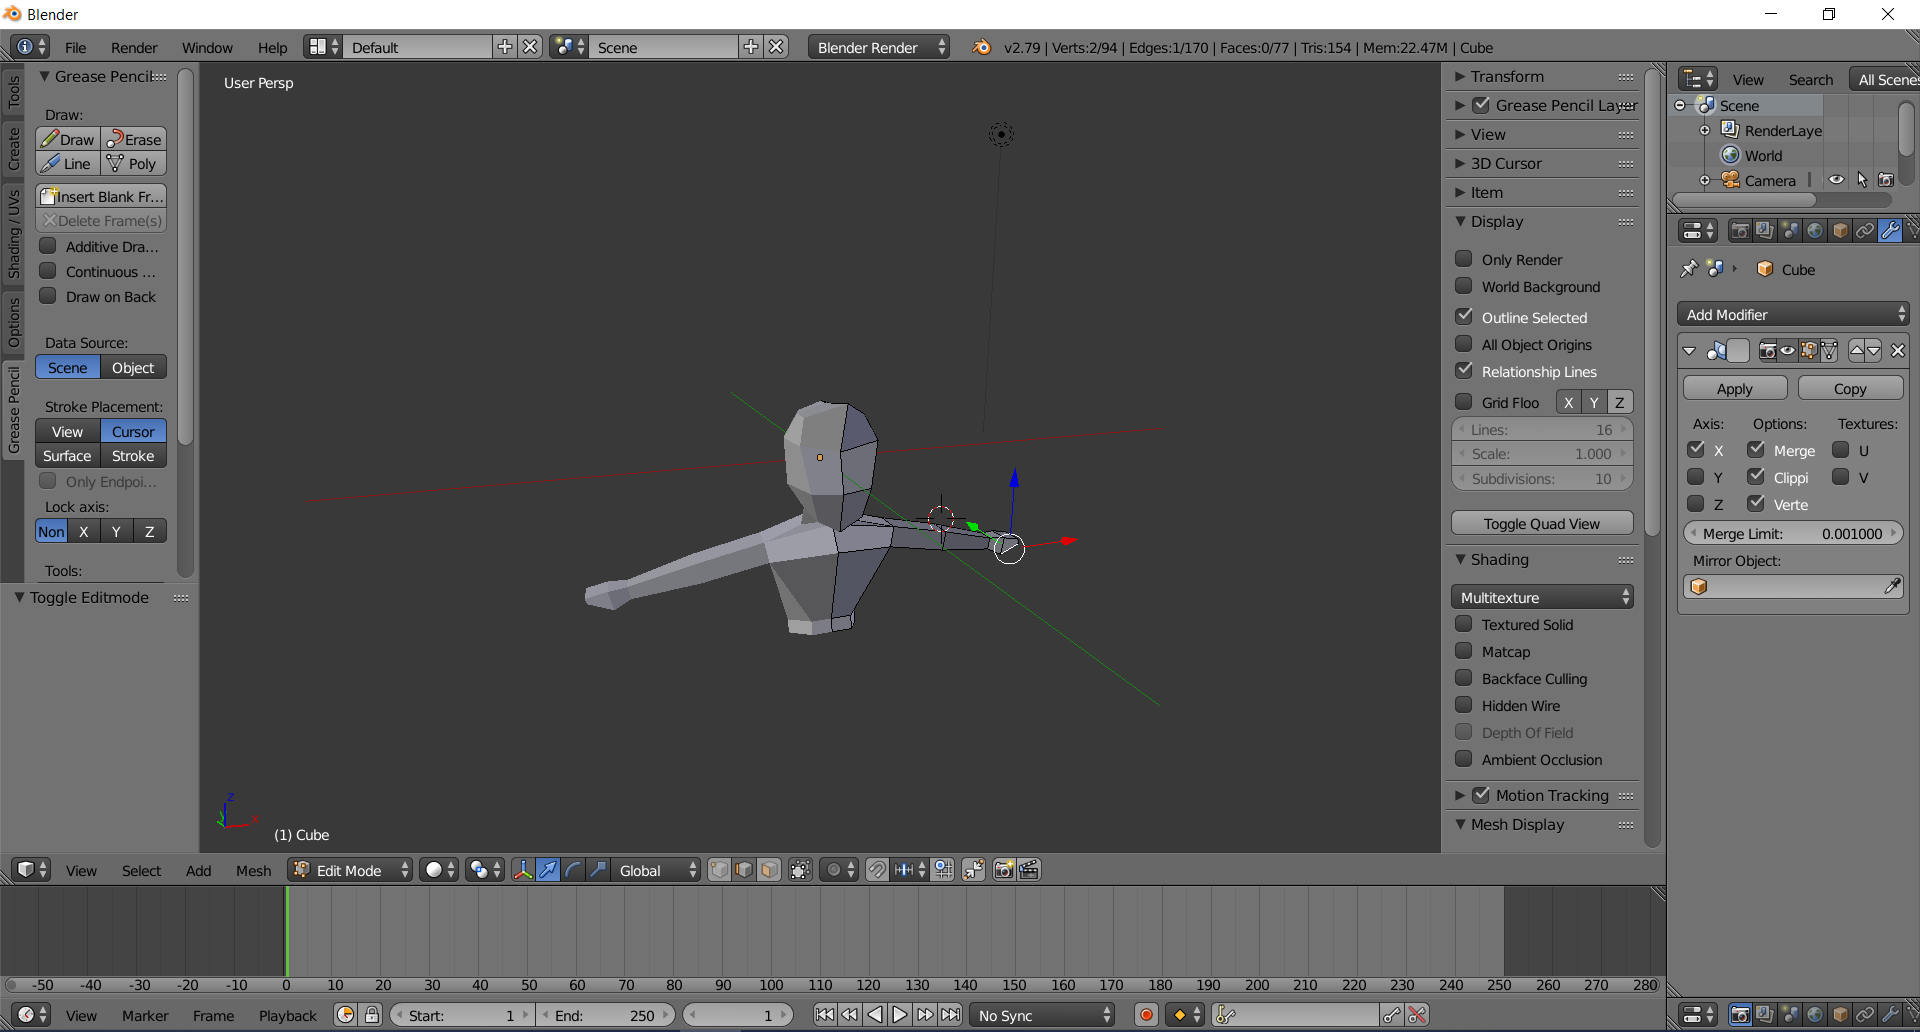 Blender
File Render Window Help Default Scene Blender Render v2.79 | Verts:2/94 | Edges:1/170 | Faces:0/77 | Tris:154 | Mem:22.47M | Cube
Tools
Create
Shading / UVs
Options
Grease Pencil
Grease Pencil
Draw:
Draw Erase
Line Poly
Insert Blank Fr...
Delete Frame(s)
Additive Dra...
Continuous ...
Draw on Back
Data Source:
Scene Object
Stroke Placement:
View Cursor
Surface Stroke
Only Endpoi...
Lock axis:
Non X Y Z
Tools:
Toggle Editmode
User Persp
z
y
x
(1) Cube
Transform
Grease Pencil Layer
View
3D Cursor
Item
Display
Only Render
World Background
Outline Selected
All Object Origins
Relationship Lines
Grid Floo X Y Z
Lines: 16
Scale: 1.000
Subdivisions: 10
Toggle Quad View
Shading
Multitexture
Textured Solid
Matcap
Backface Culling
Hidden Wire
Depth Of Field
Ambient Occlusion
Motion Tracking
Mesh Display
View Search All Scenes
Scene
RenderLaye
World
Camera
Cube
Add Modifier
Apply Copy
Axis: Options: Textures:
X Merge U
Y Clippi V
Z Verte
Merge Limit: 0.001000
Mirror Object:
View Select Add Mesh Edit Mode Global
-50 -40 -30 -20 -10 0 10 20 30 40 50 60 70 80 90 100 110 120 130 140 150 160 170 180 190 200 210 220 230 240 250 260 270 280
View Marker Frame Playback Start: 1 End: 250 1 No Sync